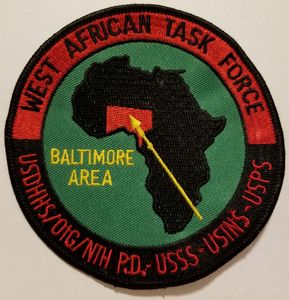 WEST AFRICAN TASK FORCE
BALTIMORE
AREA
USDHHS/OIG/NIH P.D.-USSS-USINS-USPS